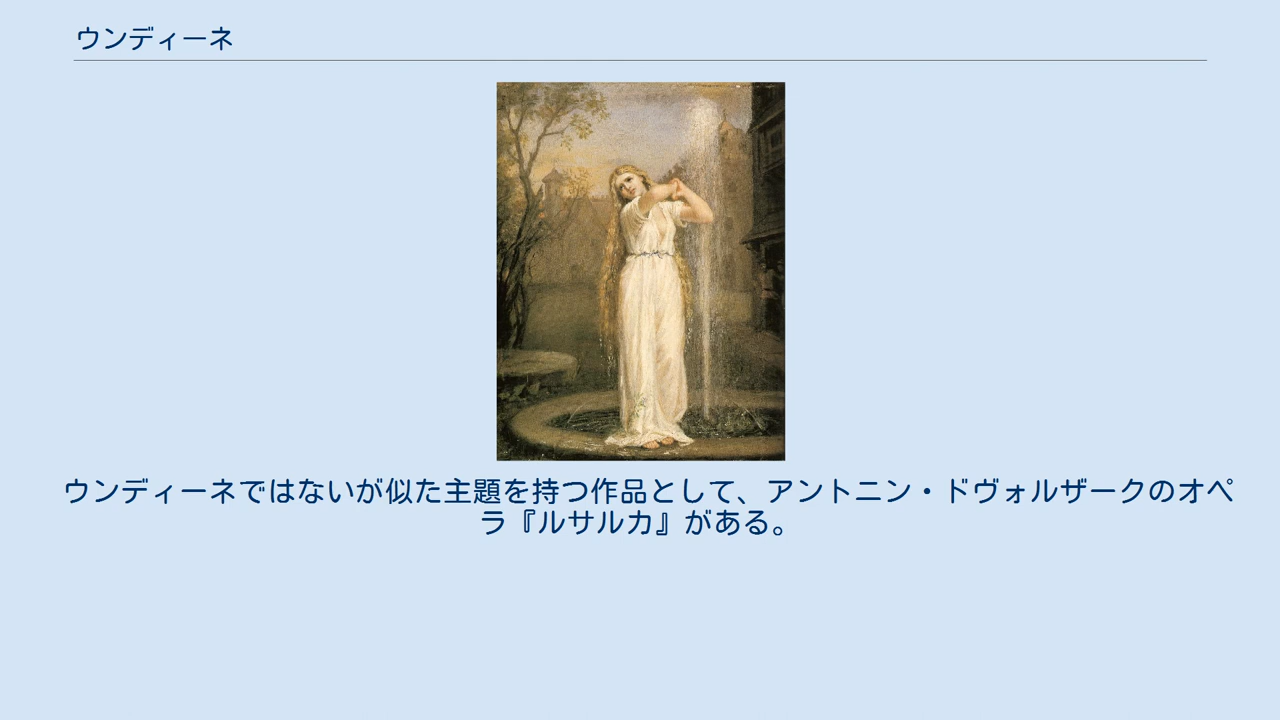 ウンディーネ
ウンディーネではないが似た主題を持つ作品として、アントニン・ドヴォルザークのオペ
ラ『ルサルカ』がある。